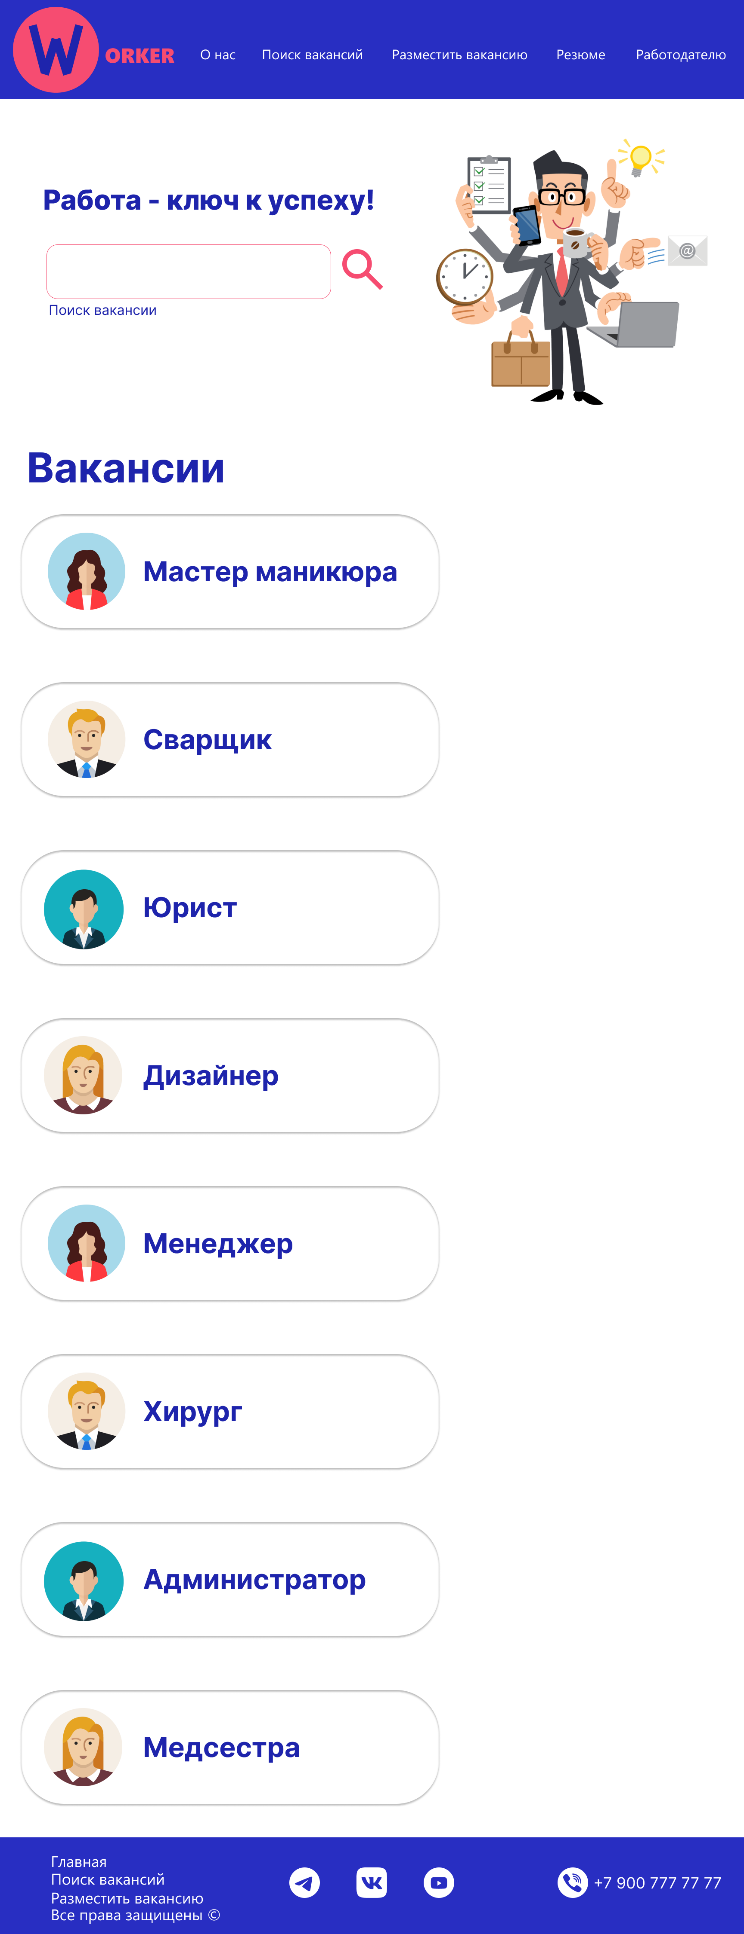 WORKER
О нас Поиск вакансий Разместить вакансию Резюме Работодателю
Работа - ключ к успеху!
Поиск вакансии
@
Вакансии
Мастер маникюра
Сварщик
Юрист
Дизайнер
Менеджер
Хирург
Администратор
Медсестра
Главная
Поиск вакансий
Разместить вакансию
Все права защищены ©
+7 900 777 77 77